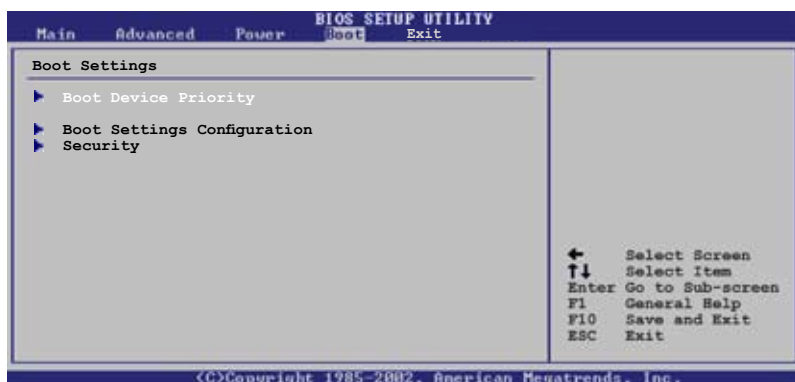 BIOS SETUP UTILITY
Main Advanced Power Boot Exit
Boot Settings
Boot Device Priority
Boot Settings Configuration
Security
← Select Screen
↑↓ Select Item
Enter Go to Sub-screen
F1 General Help
F10 Save and Exit
ESC Exit
(C)Copyright 1985-2002, American Megatrends, Inc.